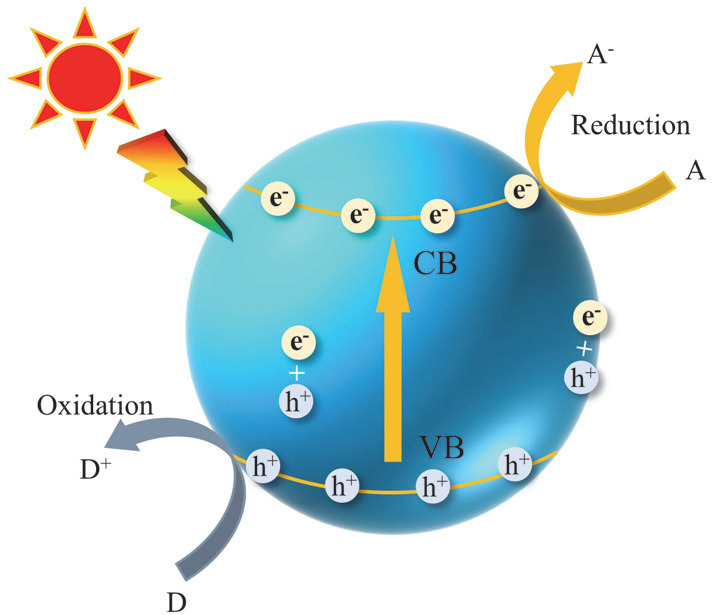 A-
Reduction
A
e- e- e- e-
CB
e-
+
h+
e-
+
h+
Oxidation
D+
VB
h+ h+ h+ h+
D